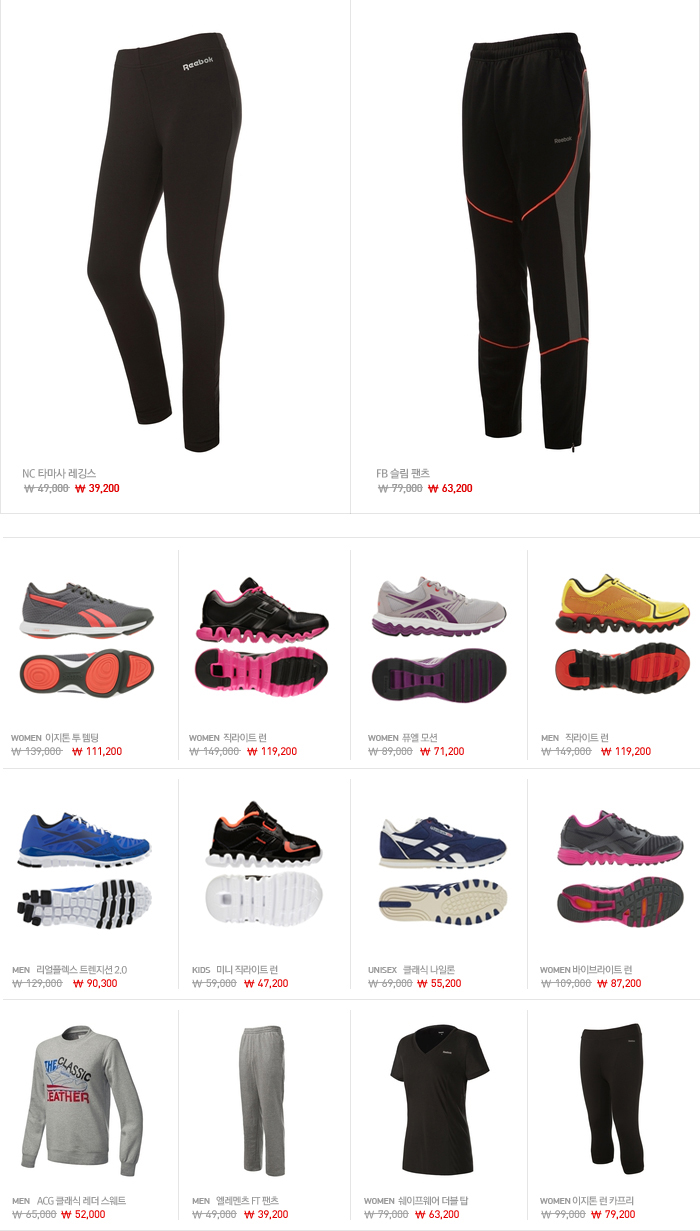 Reebok
Reebok
NC 타마사 레깅스
₩ 49,000 ₩ 39,200
FB 슬림 팬츠
₩ 79,000 ₩ 63,200
WOMEN 이지톤 투 템팅
₩ 139,000 ₩ 111,200
WOMEN 직라이트 런
₩ 149,000 ₩ 119,200
WOMEN 퓨엘 모션
₩ 89,000 ₩ 71,200
MEN 직라이트 런
₩ 149,000 ₩ 119,200
MEN 리얼플렉스 트렌지션 2.0
₩ 129,000 ₩ 90,300
KIDS 미니 직라이트 런
₩ 59,000 ₩ 47,200
UNISEX 클래식 나일론
₩ 69,000 ₩ 55,200
WOMEN 바이브라이트 런
₩ 109,000 ₩ 87,200
THE CLASSIC
LEATHER
MEN ACG 클래식 레더 스웨트
₩ 65,000 ₩ 52,000
MEN 엘레멘츠 FT 팬츠
₩ 49,000 ₩ 39,200
WOMEN 쉐이프웨어 더블 탑
₩ 79,000 ₩ 63,200
WOMEN 이지톤 런 카프리
₩ 99,000 ₩ 79,200